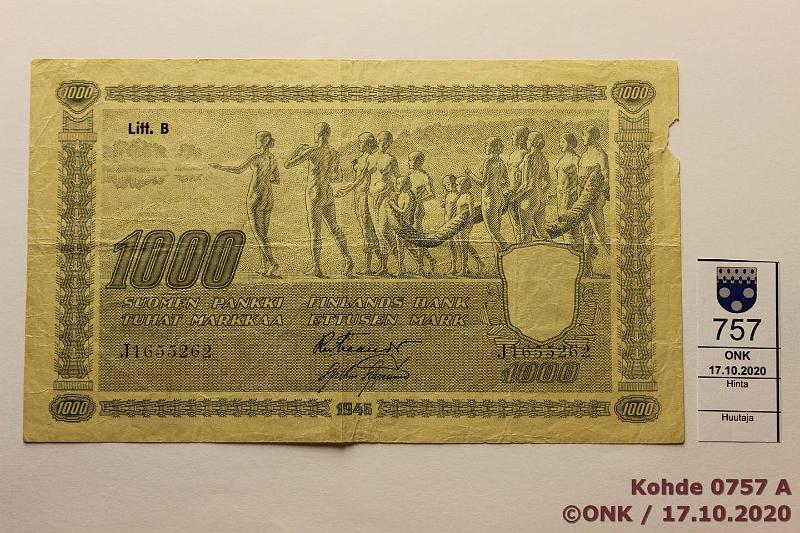 1000 1000
Litt. B
1000
SUOMEN PANKKI FINLANDS BANK
TUHAT MARKKAA ETTUSEN MARK
J1655262 J1655262
1000
1000 1945 1000
757
ONK
17.10.2020
Hinta
Huutaja
Kohde 0757 A
©ONK / 17.10.2020